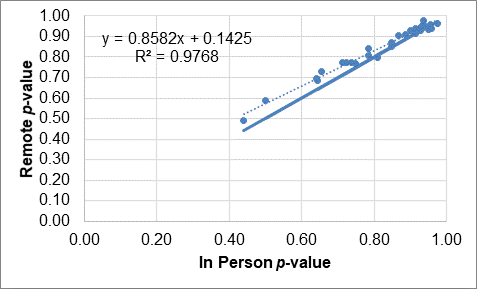 1.00
y = 0.8582x + 0.1425
0.90
R² = 0.9768
0.80
0.70
0.60
0.50
0.40
0.30
0.20
0.10
0.00
Remote p-value
0.00 0.20 0.40 0.60 0.80 1.00
In Person p-value